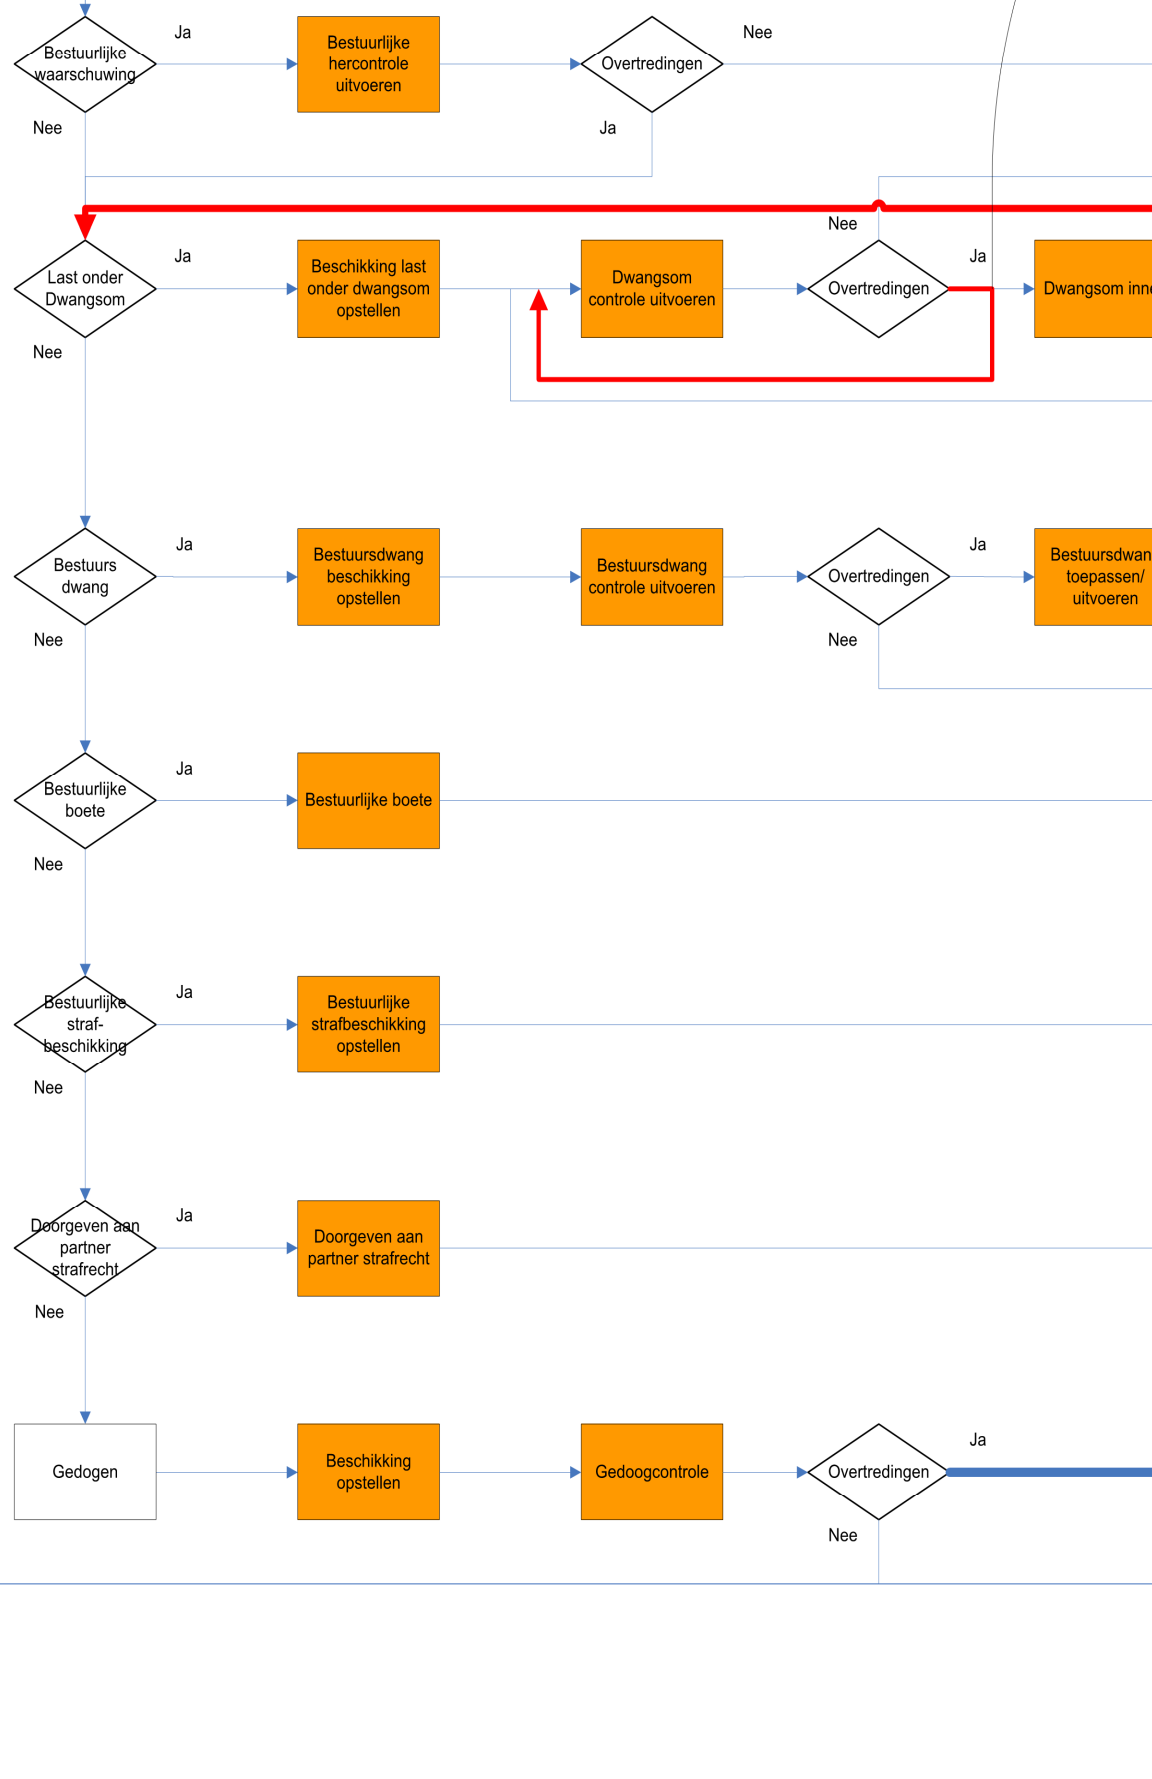 Ja
Nee
Bestuurlijke
waarschuwing
Bestuurlijke
hercontrole
uitvoeren
Overtredingen
Nee
Ja
Nee
Ja
Ja
Last onder
Dwangsom
Beschikking last
onder dwangsom
opstellen
Dwangsom
controle uitvoeren
Overtredingen
Dwangsom inne
Nee
Ja
Ja
Bestuurs
dwang
Bestuursdwang
beschikking
opstellen
Bestuursdwang
controle uitvoeren
Overtredingen
Bestuursdwan
toepassen/
uitvoeren
Nee
Nee
Ja
Bestuurlijke
boete
Bestuurlijke boete
Nee
Ja
Bestuurlijke
straf-
beschikking
Bestuurlijke
strafbeschikking
opstellen
Nee
Ja
Doorgeven aan
partner
strafrecht
Doorgeven aan
partner strafrecht
Nee
Ja
Gedogen
Beschikking
opstellen
Gedoogcontrole
Overtredingen
Nee